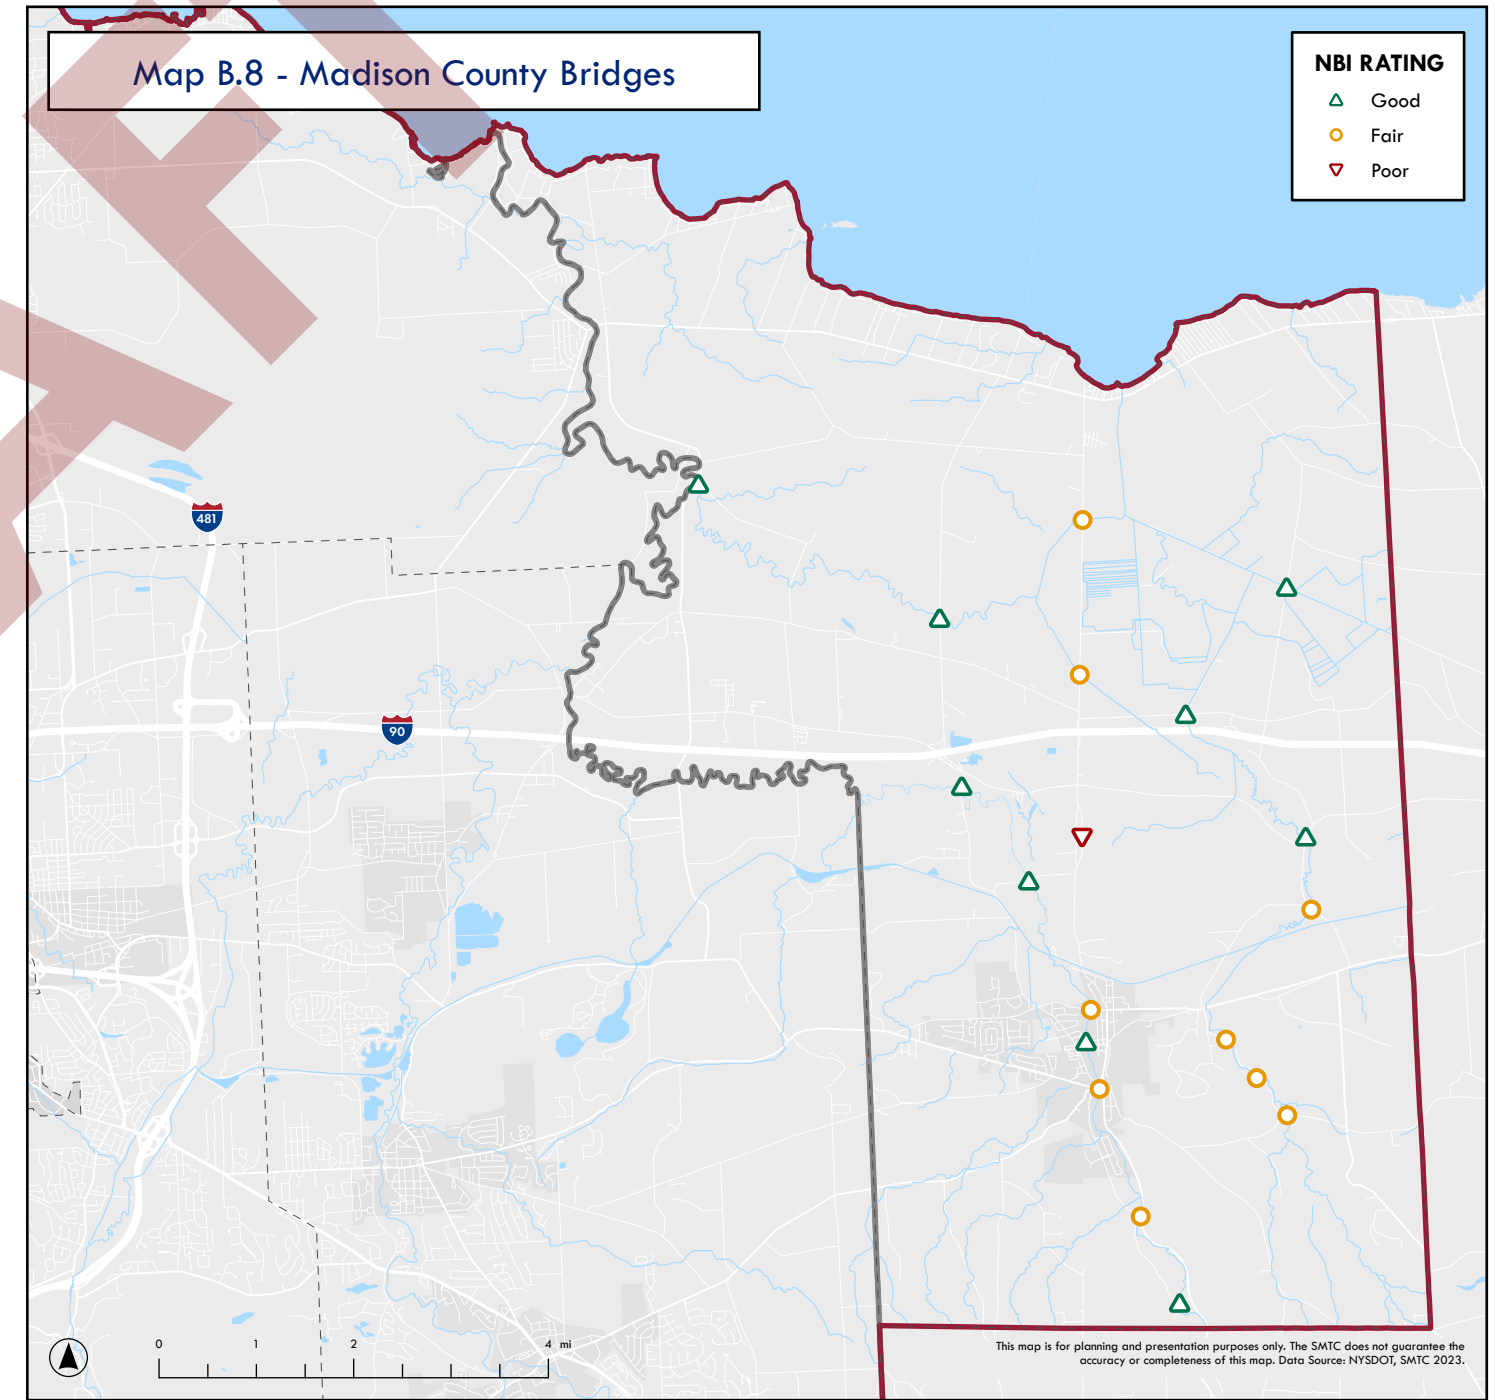 Map B.8 - Madison County Bridges
NBI RATING
Good
Fair
Poor
481
90
0 1 2 4 mi
This map is for planning and presentation purposes only. The SMTC does not guarantee the
accuracy or completeness of this map. Data Source: NYSDOT, SMTC 2023.